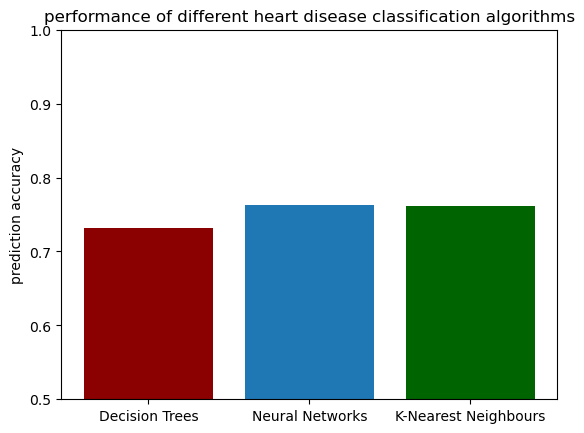 performance of different heart disease classification algorithms
1.0
0.9
0.8
0.7
0.6
0.5
prediction accuracy
Decision Trees
Neural Networks
K-Nearest Neighbours